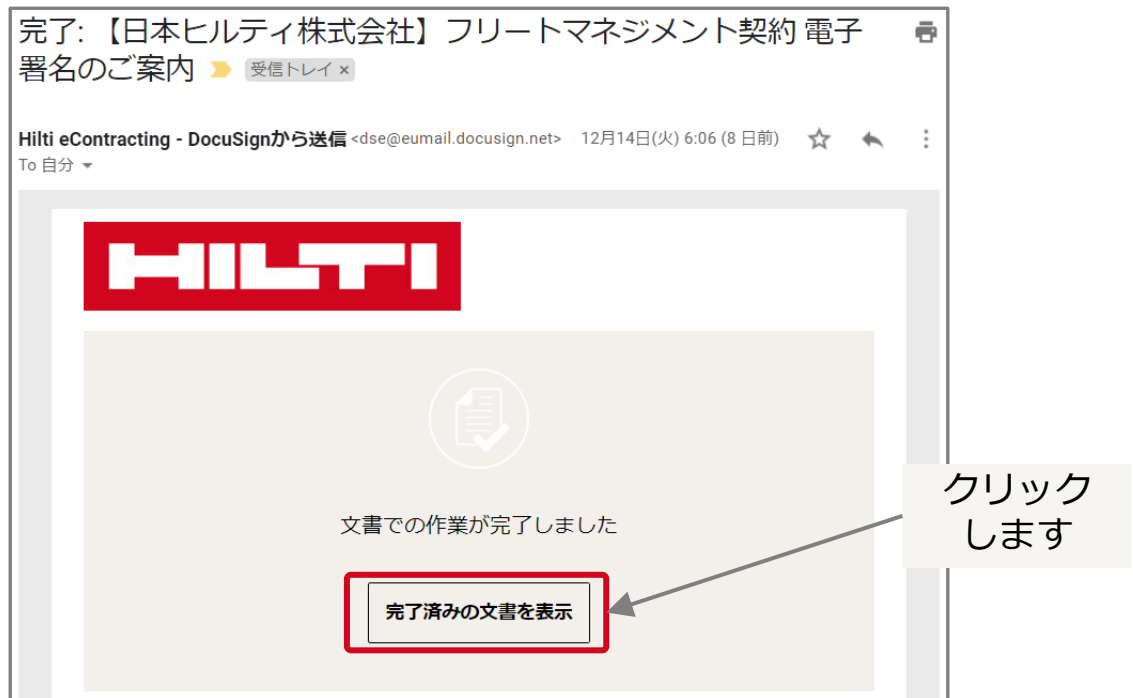 完了: 【日本ヒルティ株式会社】フリートマネジメント契約 電子
署名のご案内 受信トレイ ×
Hilti eContracting - DocuSignから送信 <dse@eumail.docusign.net> 12月14日(火) 6:06 (8 日前)
To 自分
HILTI
文書での作業が完了しました
クリック
します
完了済みの文書を表示